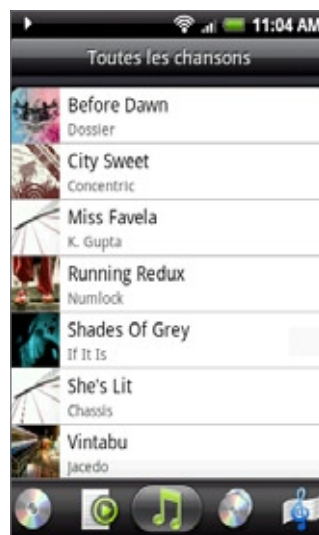 11:04 AM
Toutes les chansons
Before Dawn
Dossier
City Sweet
Concentric
Miss Favela
K. Gupta
Running Redux
Numlock
Shades Of Grey
If It Is
She's Lit
Chassis
Vintabu
Jacedo